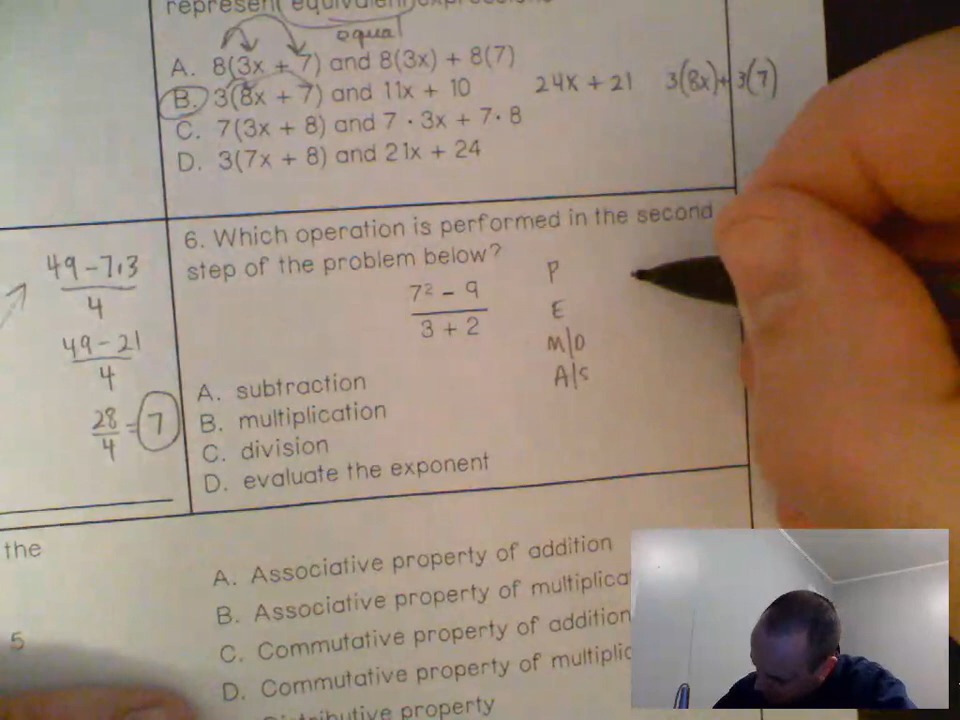 represent equivalent expressions
equal
A. 8(3x + 7) and 8(3x) + 8(7)
B. 3(8x + 7) and 11x + 10 24x + 21 3(8x) + 3(7)
C. 7(3x + 8) and 7 · 3x + 7 · 8
D. 3(7x + 8) and 21x + 24
49 – 7·3
4
49 – 21
4
28
4
= 7
6. Which operation is performed in the second
step of the problem below?
7² – 9
3 + 2
P
E
M/D
A/S
A. subtraction
B. multiplication
C. division
D. evaluate the exponent
the
5
A. Associative property of addition
B. Associative property of multiplica
C. Commutative property of addition
D. Commutative property of multiplic
Distributive property